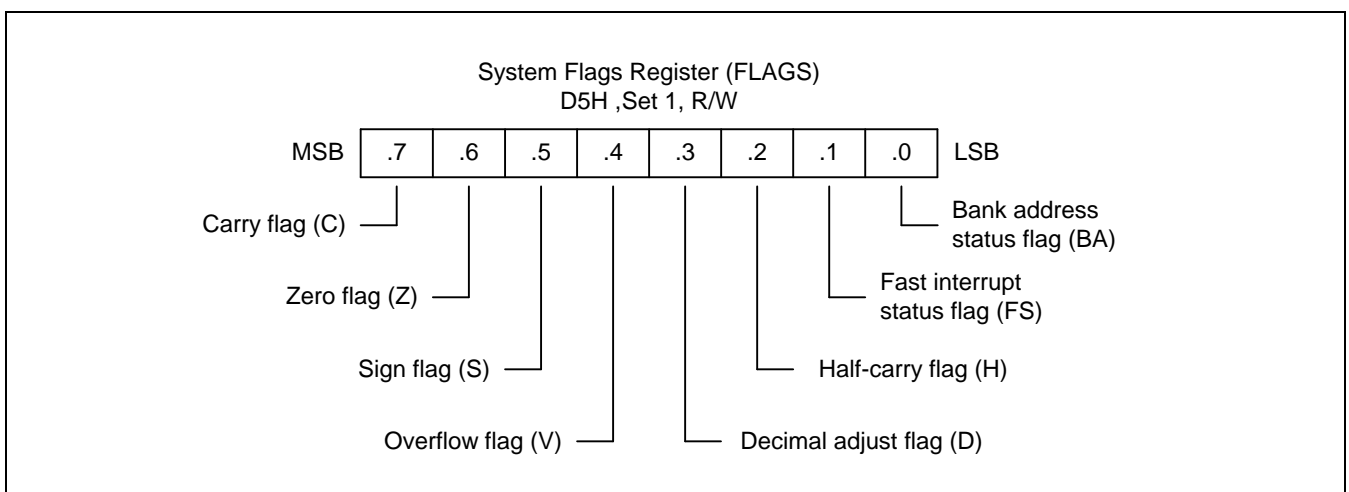 System Flags Register (FLAGS)
D5H ,Set 1, R/W
MSB .7 .6 .5 .4 .3 .2 .1 .0 LSB
Carry flag (C)
Bank address
status flag (BA)
Zero flag (Z)
Fast interrupt
status flag (FS)
Sign flag (S)
Half-carry flag (H)
Overflow flag (V)
Decimal adjust flag (D)